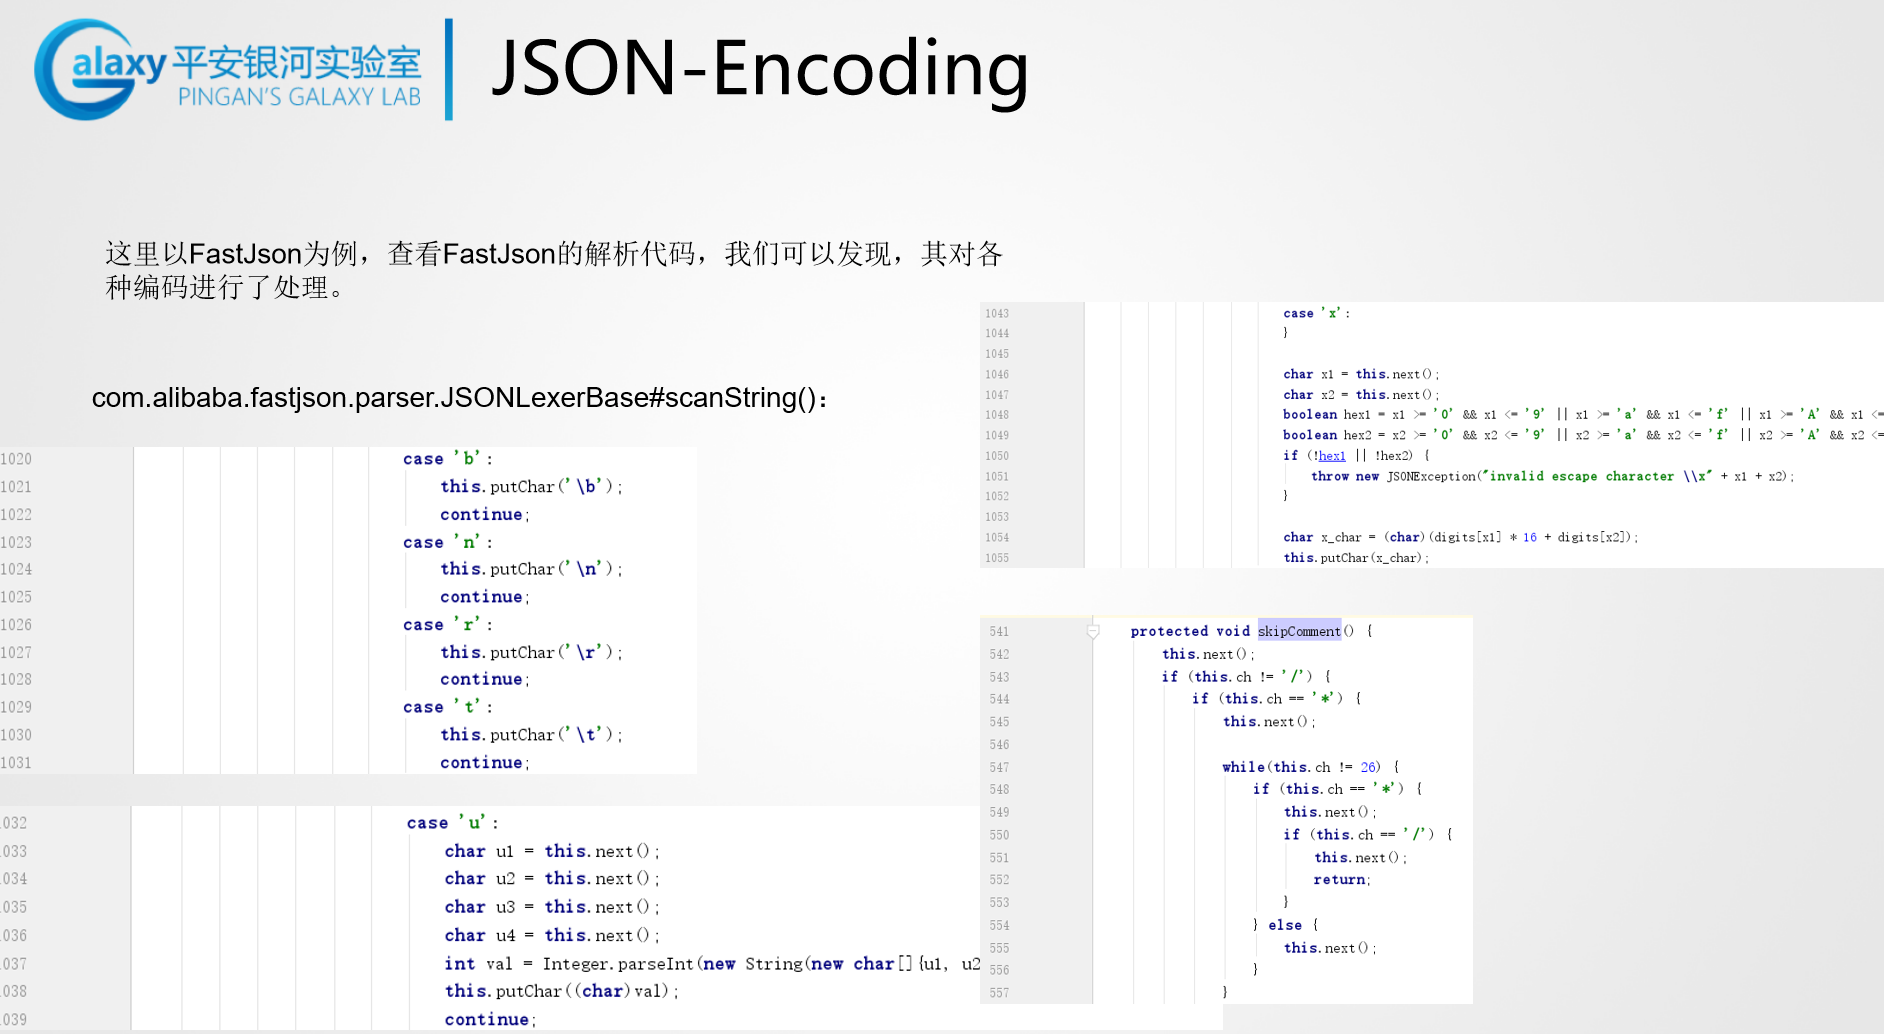 Galaxy 平安银河实验室
PINGAN'S GALAXY LAB
JSON-Encoding
这里以FastJson为例，查看FastJson的解析代码，我们可以发现，其对各
种编码进行了处理。
com.alibaba.fastjson.parser.JSONLexerBase#scanString()：
1020 case 'b':
1021 this.putChar('\b');
1022 continue;
1023 case 'n':
1024 this.putChar('\n');
1025 continue;
1026 case 'r':
1027 this.putChar('\r');
1028 continue;
1029 case 't':
1030 this.putChar('\t');
1031 continue;
032 case 'u':
033 char u1 = this.next();
034 char u2 = this.next();
035 char u3 = this.next();
036 char u4 = this.next();
037 int val = Integer.parseInt(new String(new char[]{u1, u2
038 this.putChar((char)val);
039 continue;
1043 case 'x':
1044 }
1045
1046 char x1 = this.next();
1047 char x2 = this.next();
1048 boolean hex1 = x1 >= '0' && x1 <= '9' || x1 >= 'a' && x1 <= 'f' || x1 >= 'A' && x1 <=
1049 boolean hex2 = x2 >= '0' && x2 <= '9' || x2 >= 'a' && x2 <= 'f' || x2 >= 'A' && x2 <=
1050 if (!hex1 || !hex2) {
1051 throw new JSONException("invalid escape character \\x" + x1 + x2);
1052 }
1053
1054 char x_char = (char)(digits[x1] * 16 + digits[x2]);
1055 this.putChar(x_char);
541 protected void skipComment() {
542 this.next();
543 if (this.ch != '/') {
544 if (this.ch == '*') {
545 this.next();
546
547 while(this.ch != 26) {
548 if (this.ch == '*') {
549 this.next();
550 if (this.ch == '/') {
551 this.next();
552 return;
553 }
554 } else {
555 this.next();
556 }
557 }